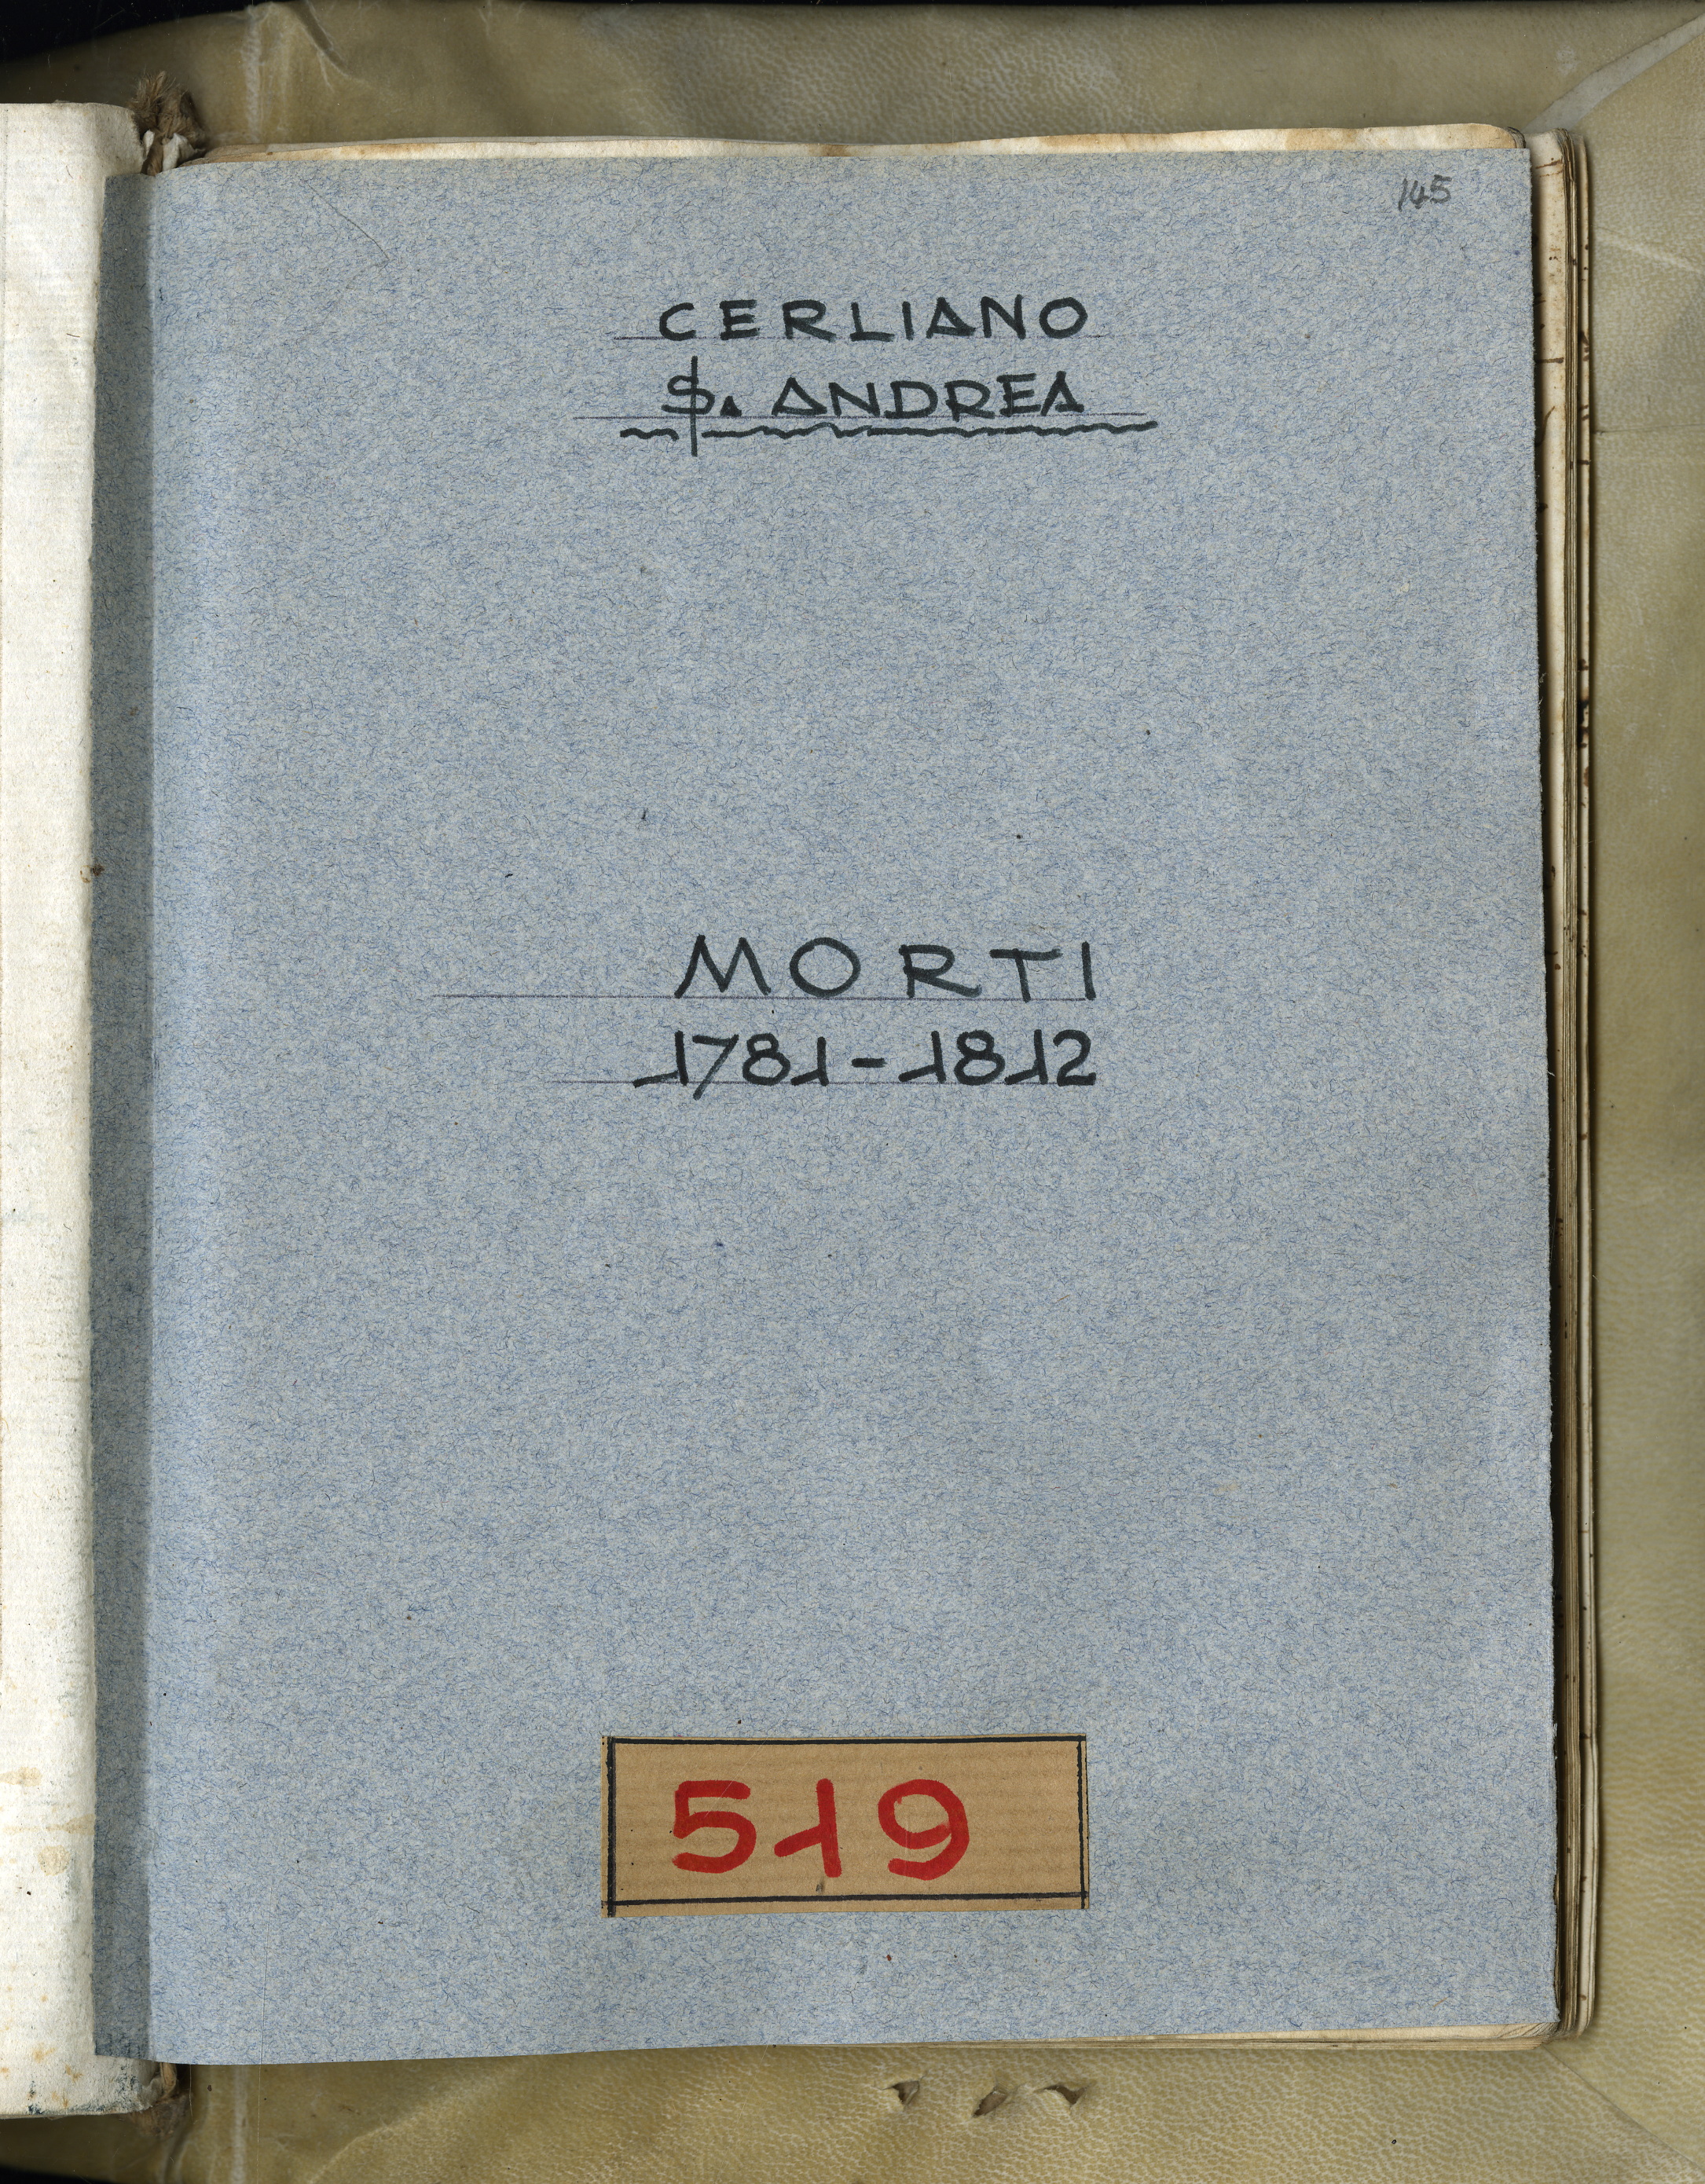 145
CERLIANO
S. ANDREA
MORTI
1781-1812
519